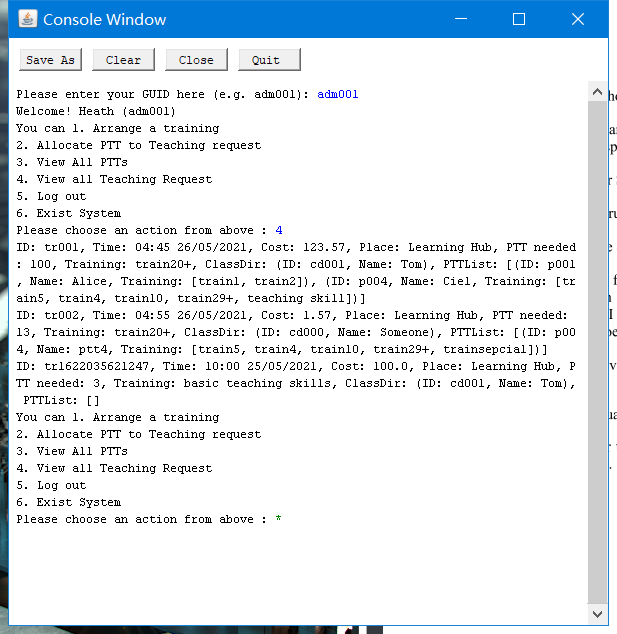 Console Window
Save As Clear Close Quit
Please enter your GUID here (e.g. adm001): adm001
Welcome! Heath (adm001)
You can 1. Arrange a training
2. Allocate PTT to Teaching request
3. View All PTTs
4. View all Teaching Request
5. Log out
6. Exist System
Please choose an action from above : 4
ID: tr001, Time: 04:45 26/05/2021, Cost: 123.57, Place: Learning Hub, PTT needed
: 100, Training: train20+, ClassDir: (ID: cd001, Name: Tom), PTTList: [(ID: p001
, Name: Alice, Training: [train1, train2]), (ID: p004, Name: Ciel, Training: [tr
ain5, train4, train10, train29+, teaching skill])]
ID: tr002, Time: 04:55 26/05/2021, Cost: 1.57, Place: Learning Hub, PTT needed:
13, Training: train20+, ClassDir: (ID: cd000, Name: Someone), PTTList: [(ID: p00
4, Name: ptt4, Training: [train5, train4, train10, train29+, trainsepcial])]
ID: tr1622035621247, Time: 10:00 25/05/2021, Cost: 100.0, Place: Learning Hub, P
TT needed: 3, Training: basic teaching skills, ClassDir: (ID: cd001, Name: Tom),
PTTList: []
You can 1. Arrange a training
2. Allocate PTT to Teaching request
3. View All PTTs
4. View all Teaching Request
5. Log out
6. Exist System
Please choose an action from above : *